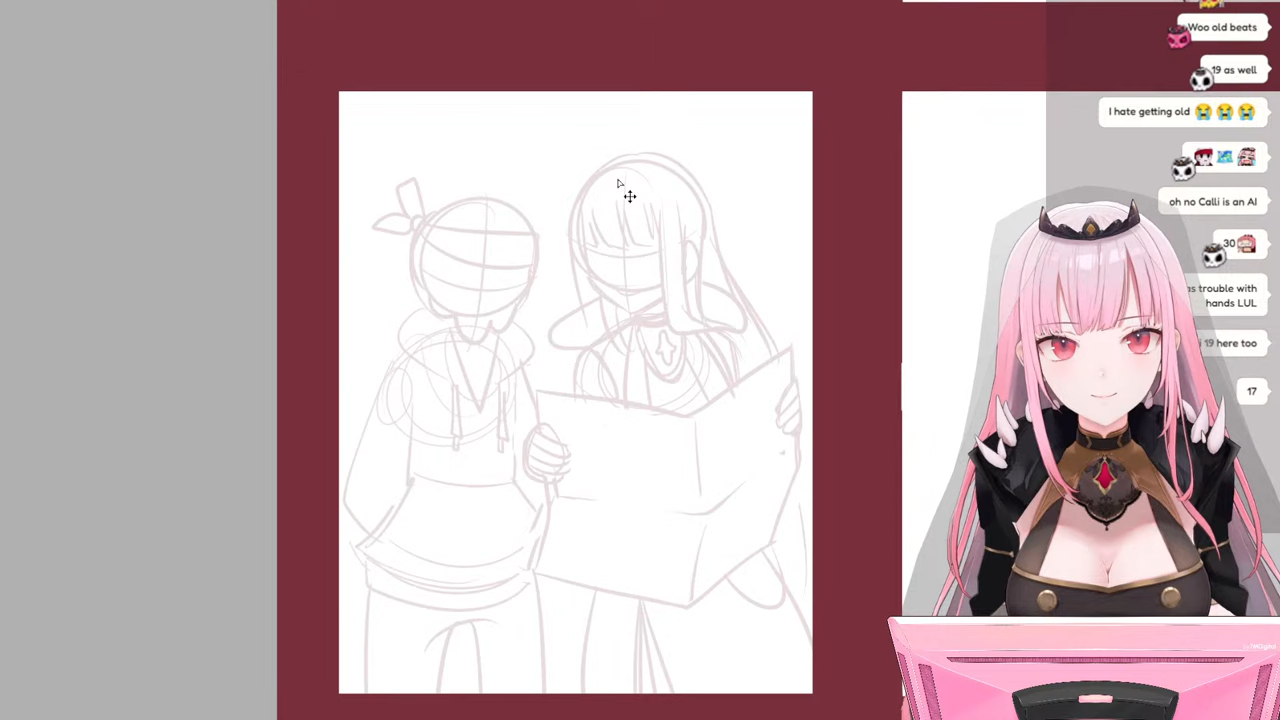 Woo old beats
19 as well
I hate getting old
oh no Calli is an AI
30
trouble with
hands LUL
19 here too
17